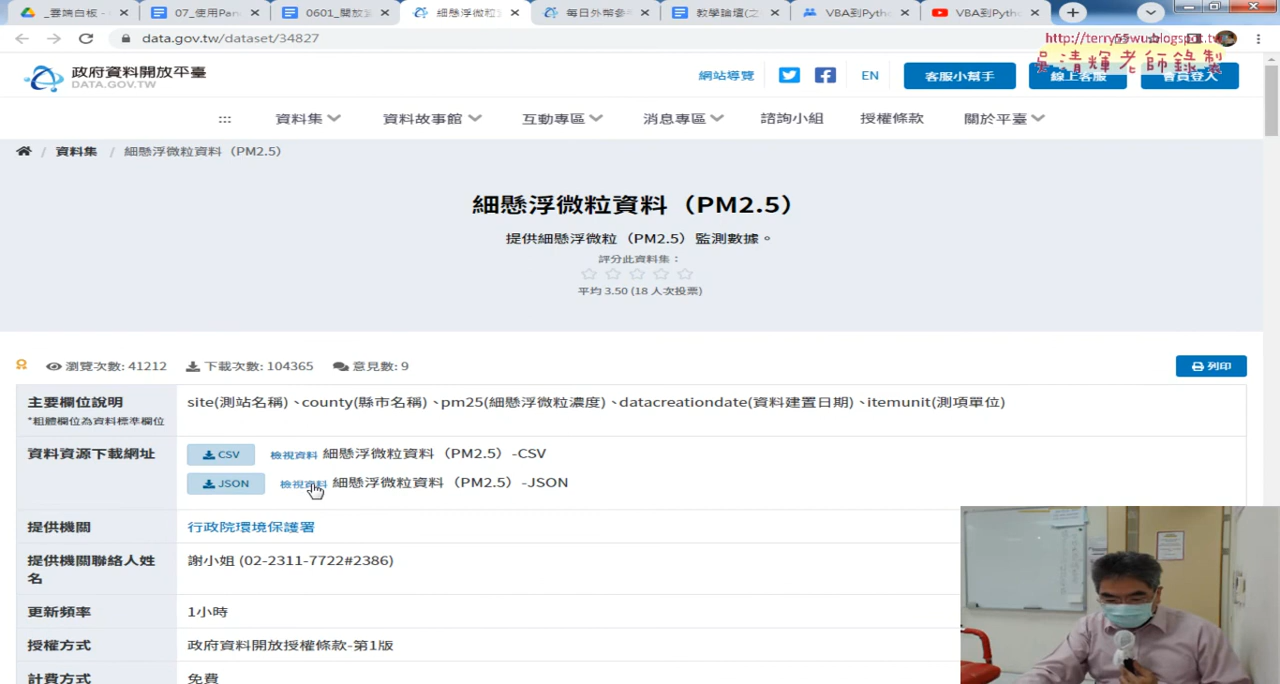 _雲端白板 -
07_使用Pan
0601_開放
細懸浮微粒
每日外幣參
教學論壇(之
VBA到Pyth
VBA到Pyth
data.gov.tw/dataset/34827
http://terry55wu.blogspot.tw
吳清輝老師錄製
政府資料開放平臺
DATA.GOV.TW
網站導覽
EN
客服小幫手
線上客服
會員登入
:::
資料集
資料故事館
互動專區
消息專區
諮詢小組
授權條款
關於平臺
/ 資料集 / 細懸浮微粒資料（PM2.5）
細懸浮微粒資料（PM2.5）
提供細懸浮微粒（PM2.5）監測數據。
評分此資料集：
平均 3.50 (18 人次投票)
瀏覽次數: 41212 下載次數: 104365 意見數: 9
列印
主要欄位說明
*粗體欄位為資料標準欄位
site(測站名稱)、county(縣市名稱)、pm25(細懸浮微粒濃度)、datacreationdate(資料建置日期)、itemunit(測項單位)
資料資源下載網址
CSV 檢視資料 細懸浮微粒資料（PM2.5）-CSV
JSON 檢視資料 細懸浮微粒資料（PM2.5）-JSON
提供機關
行政院環境保護署
提供機關聯絡人姓
名
謝小姐 (02-2311-7722#2386)
更新頻率
1小時
授權方式
政府資料開放授權條款-第1版
計費方式
免費